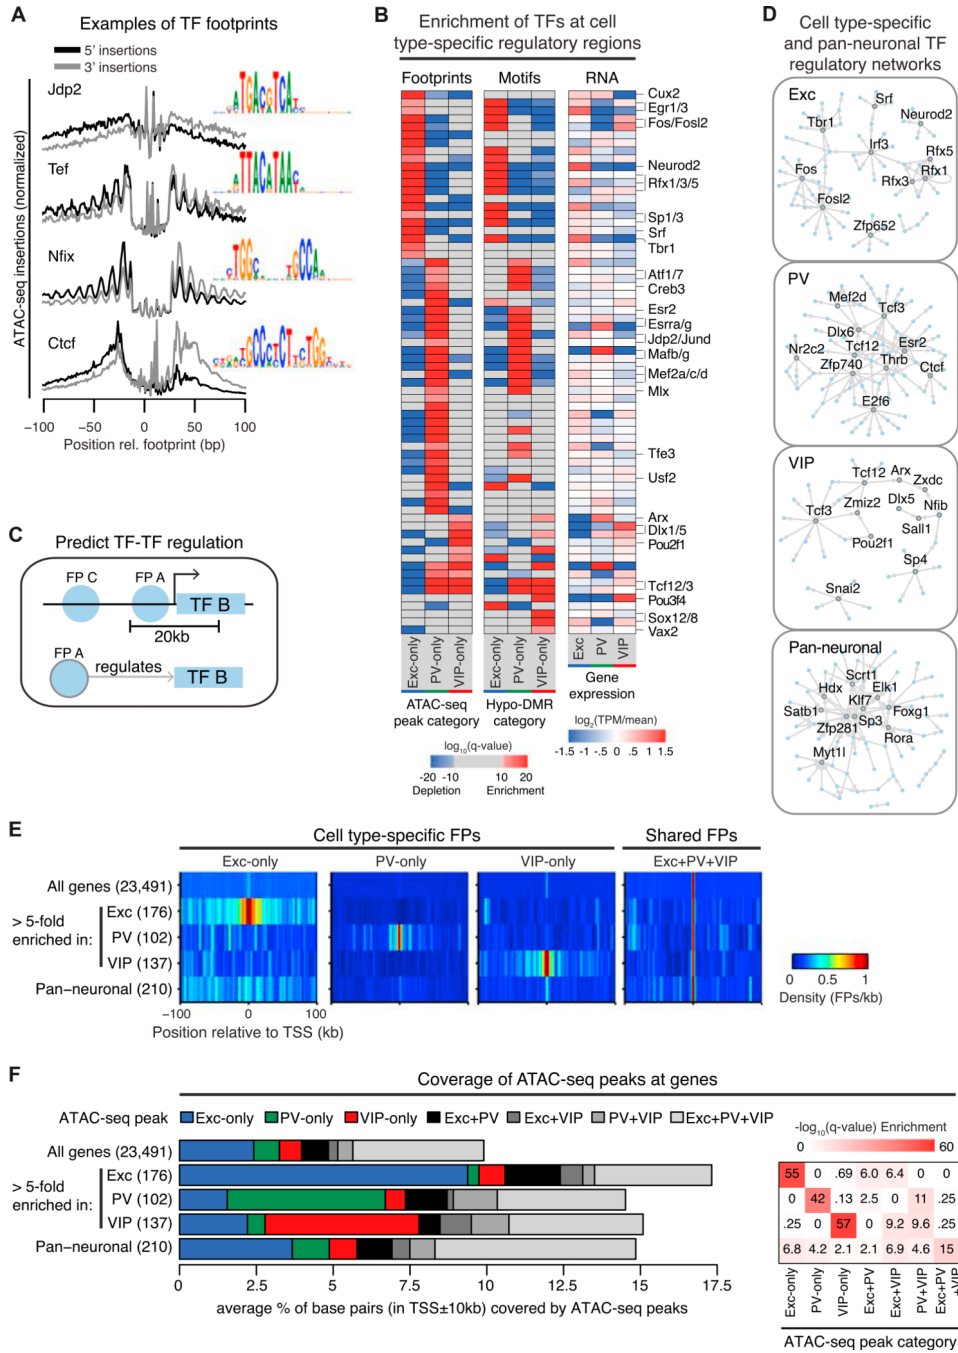 A
Examples of TF footprints
5' insertions
3' insertions
Jdp2
Tef
Nfix
Ctcf
ATAC-seq insertions (normalized)
−100 −50 0 50 100
Position rel. footprint (bp)
B
Enrichment of TFs at cell
type-specific regulatory regions
Footprints Motifs RNA
Cux2
Egr1/3
Fos/Fosl2
Neurod2
Rfx1/3/5
Sp1/3
Srf
Tbr1
Atf1/7
Creb3
Esr2
Esrra/g
Jdp2/Jund
Mafb/g
Mef2a/c/d
Mlx
Tfe3
Usf2
Arx
Dlx1/5
Pou2f1
Tcf12/3
Pou3f4
Sox12/8
Vax2
Exc-only PV-only VIP-only Exc-only PV-only VIP-only Exc PV VIP
ATAC-seq
peak category
Hypo-DMR
category
Gene
expression
log10(q-value)
-20 -10 10 20
Depletion Enrichment
log2(TPM/mean)
-1.5 -.5 0 .5 1.5
C
Predict TF-TF regulation
FP C FP A
TF B
20kb
FP A
regulates
TF B
D
Cell type-specific
and pan-neuronal TF
regulatory networks
Exc
Srf
Tbr1
Neurod2
Irf3
Rfx5
Fos
Rfx1
Rfx3
Fosl2
Zfp652
PV
Mef2d
Tcf3
Dlx6
Tcf12
Esr2
Nr2c2
Zfp740
Thrb
Ctcf
E2f6
VIP
Tcf12
Arx
Zxdc
Dlx5
Nfib
Tcf3
Zmiz2
Sall1
Pou2f1
Sp4
Snai2
Pan-neuronal
Scrt1
Hdx
Elk1
Klf7
Satb1
Foxg1
Zfp281
Sp3
Rora
Myt1l
E
Cell type-specific FPs
Shared FPs
Exc-only PV-only VIP-only Exc+PV+VIP
All genes (23,491)
> 5-fold
enriched in:
Exc (176)
PV (102)
VIP (137)
Pan−neuronal (210)
−100 0 100
Position relative to TSS (kb)
0 0.5 1
Density (FPs/kb)
F
Coverage of ATAC-seq peaks at genes
ATAC-seq peak Exc-only PV-only VIP-only Exc+PV Exc+VIP PV+VIP Exc+PV+VIP
All genes (23,491)
> 5-fold
enriched in:
Exc (176)
PV (102)
VIP (137)
Pan-neuronal (210)
0 2.5 5 7.5 10 12.5 15 17.5
average % of base pairs (in TSS±10kb) covered by ATAC-seq peaks
-log10(q-value) Enrichment
0 60
55 0 .69 6.0 6.4 0 0
0 42 .13 2.5 0 11 .25
.25 0 57 0 9.2 9.6 .25
6.8 4.2 2.1 2.1 6.9 4.6 15
Exc-only PV-only VIP-only Exc+PV Exc+VIP PV+VIP Exc+PV
+VIP
ATAC-seq peak category